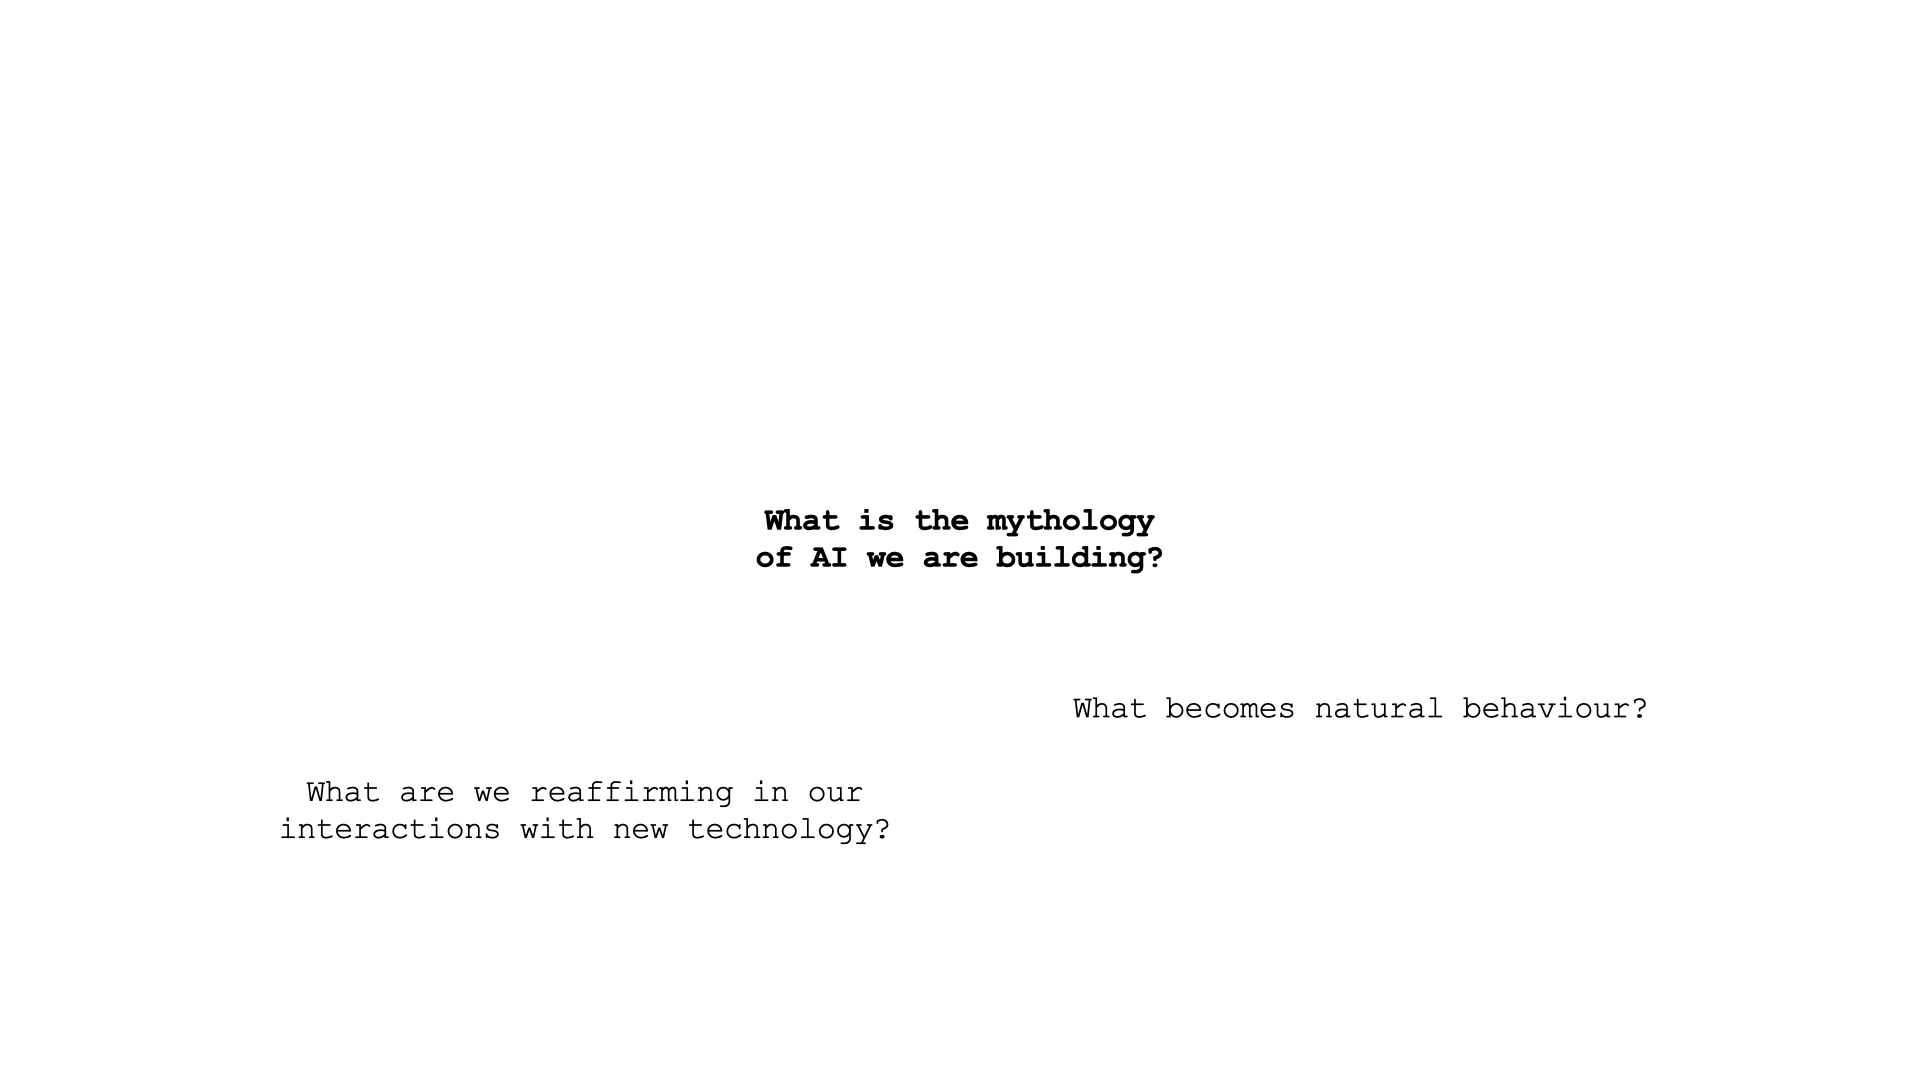 What is the mythology
of AI we are building?
What becomes natural behaviour?
What are we reaffirming in our
interactions with new technology?